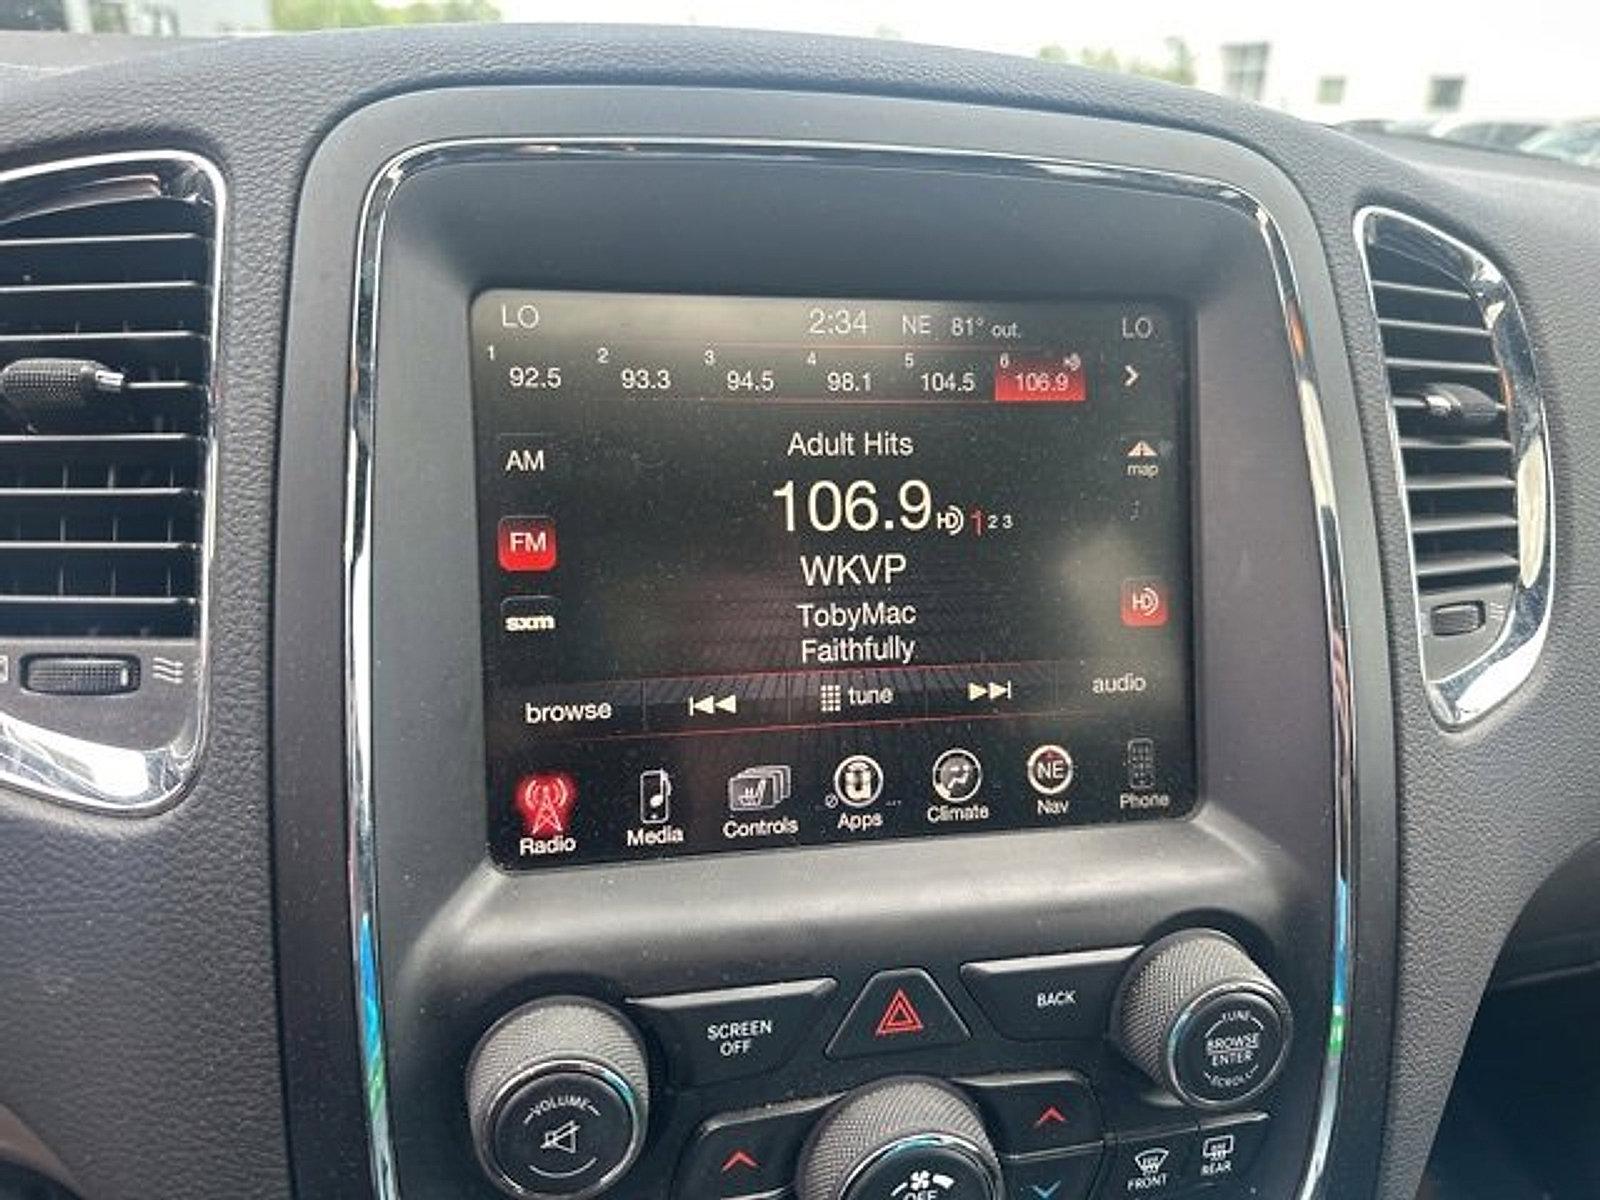 LO 2:34 NE 81° out. LO
1 92.5 2 93.3 3 94.5 4 98.1 5 104.5 6 106.9
Adult Hits
AM
map
106.9 HD 1 2 3
FM
WKVP
HD
TobyMac
sxm
Faithfully
browse tune audio
Radio Media Controls Apps Climate NE Nav Phone
SCREEN OFF
BACK
TUNE
BROWSE
ENTER
SCROLL
VOLUME
FRONT REAR
OFF